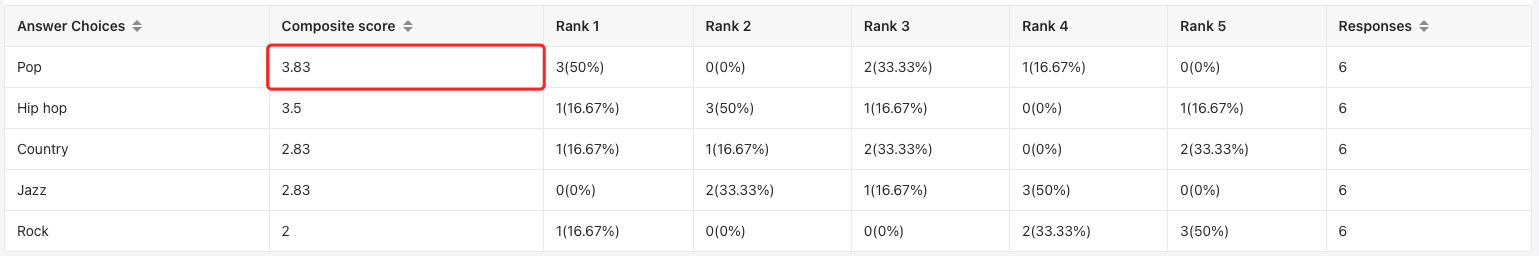 Answer Choices Composite score Rank 1 Rank 2 Rank 3 Rank 4 Rank 5 Responses
Pop 3.83 3(50%) 0(0%) 2(33.33%) 1(16.67%) 0(0%) 6
Hip hop 3.5 1(16.67%) 3(50%) 1(16.67%) 0(0%) 1(16.67%) 6
Country 2.83 1(16.67%) 1(16.67%) 2(33.33%) 0(0%) 2(33.33%) 6
Jazz 2.83 0(0%) 2(33.33%) 1(16.67%) 3(50%) 0(0%) 6
Rock 2 1(16.67%) 0(0%) 0(0%) 2(33.33%) 3(50%) 6